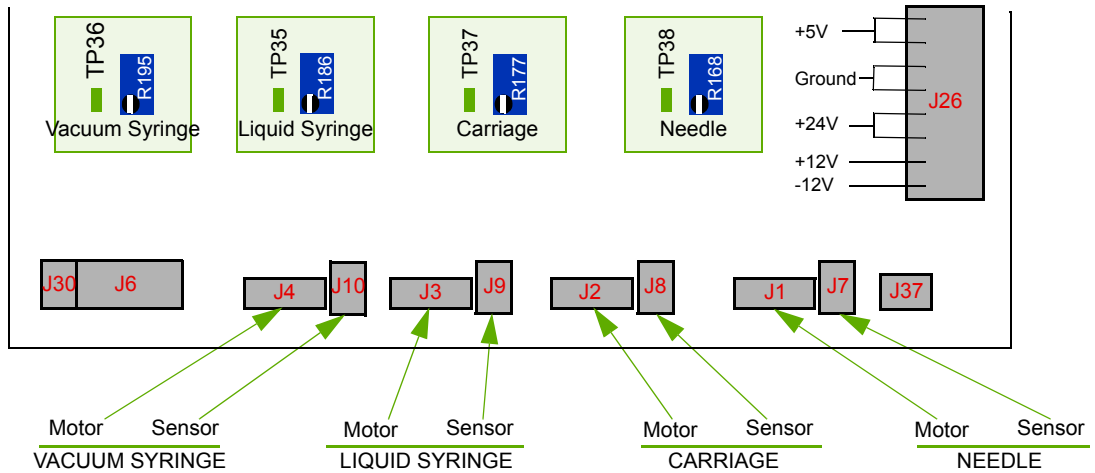 TP36
R195
Vacuum Syringe
TP35
R186
Liquid Syringe
TP37
R177
Carriage
TP38
R168
Needle
+5V
Ground
+24V
+12V
-12V
J26
J30
J6
J4
J10
J3
J9
J2
J8
J1
J7
J37
Motor Sensor
VACUUM SYRINGE
Motor Sensor
LIQUID SYRINGE
Motor Sensor
CARRIAGE
Motor Sensor
NEEDLE